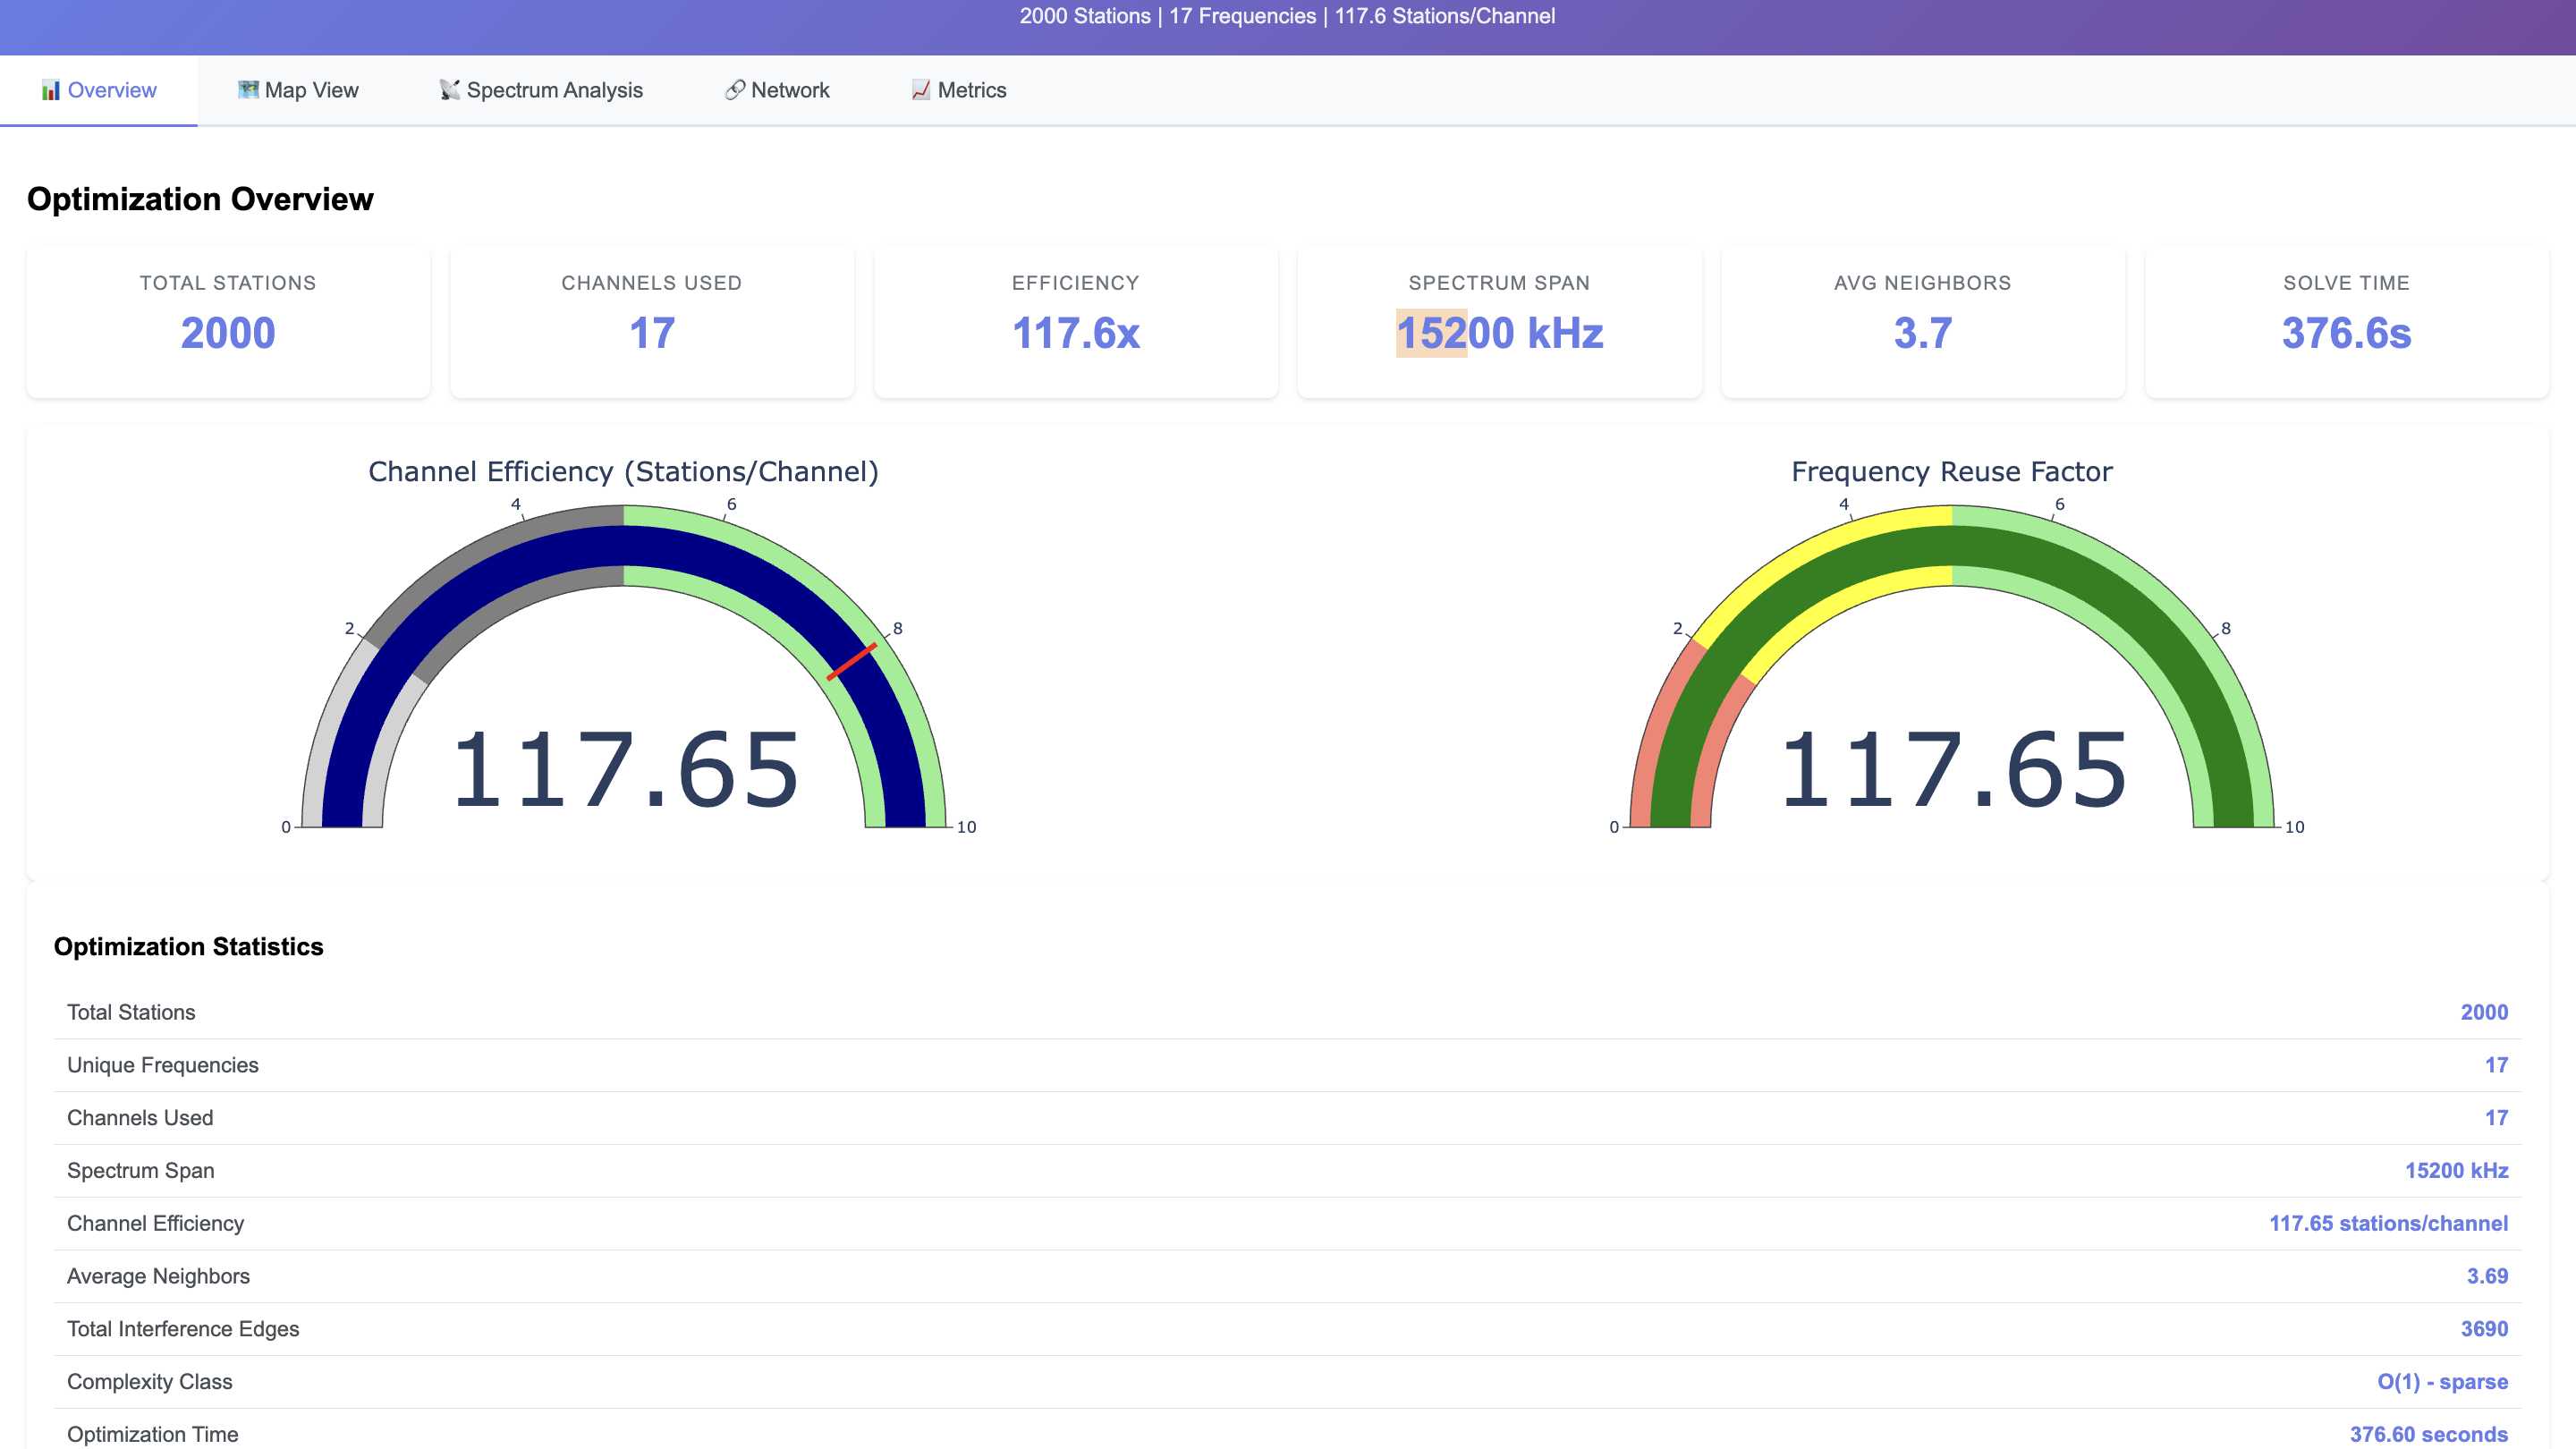 2000 Stations | 17 Frequencies | 117.6 Stations/Channel
📊 Overview
🗺️ Map View
📡 Spectrum Analysis
🔗 Network
📈 Metrics
Optimization Overview
TOTAL STATIONS
2000
CHANNELS USED
17
EFFICIENCY
117.6x
SPECTRUM SPAN
15200 kHz
AVG NEIGHBORS
3.7
SOLVE TIME
376.6s
Channel Efficiency (Stations/Channel)
0
2
4
6
8
10
117.65
Frequency Reuse Factor
0
2
4
6
8
10
117.65
Optimization Statistics
Total Stations 2000
Unique Frequencies 17
Channels Used 17
Spectrum Span 15200 kHz
Channel Efficiency 117.65 stations/channel
Average Neighbors 3.69
Total Interference Edges 3690
Complexity Class O(1) - sparse
Optimization Time 376.60 seconds